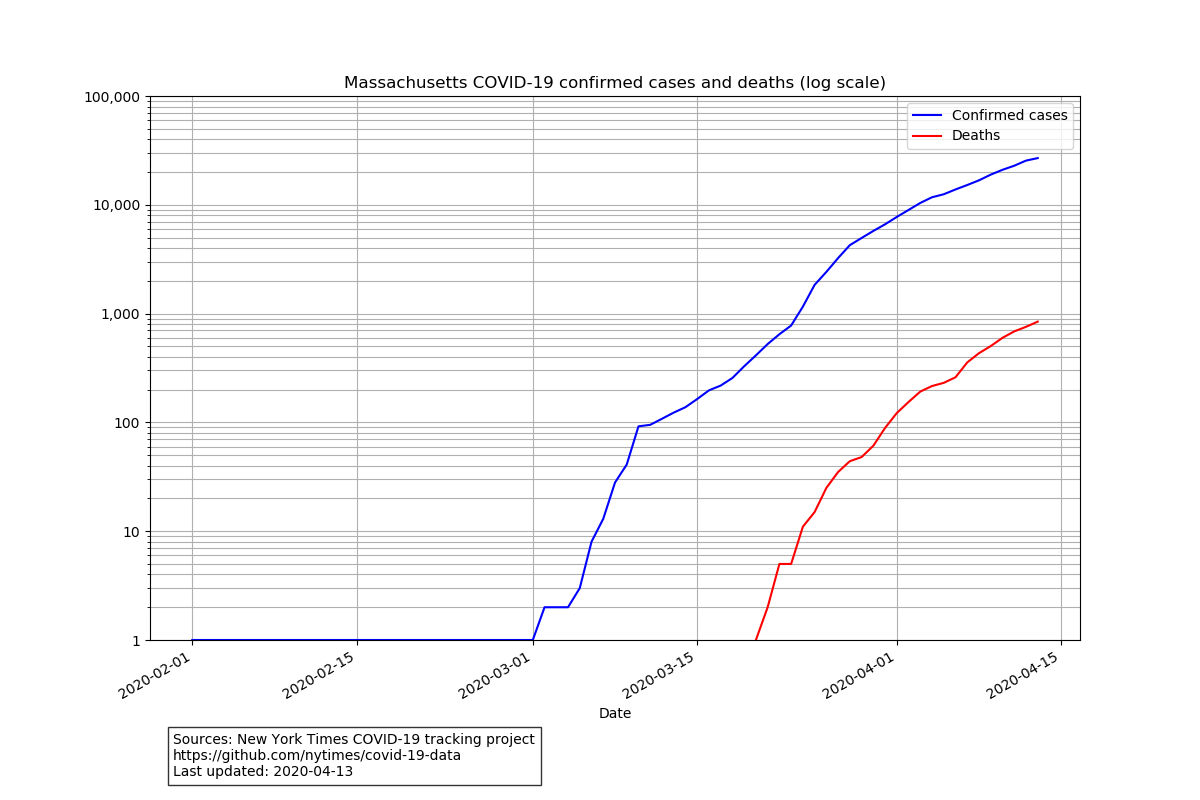 Massachusetts COVID-19 confirmed cases and deaths (log scale)
100,000
10,000
1,000
100
10
1
Confirmed cases
Deaths
2020-02-01
2020-02-15
2020-03-01
2020-03-15
2020-04-01
2020-04-15
Date
Sources: New York Times COVID-19 tracking project
https://github.com/nytimes/covid-19-data
Last updated: 2020-04-13